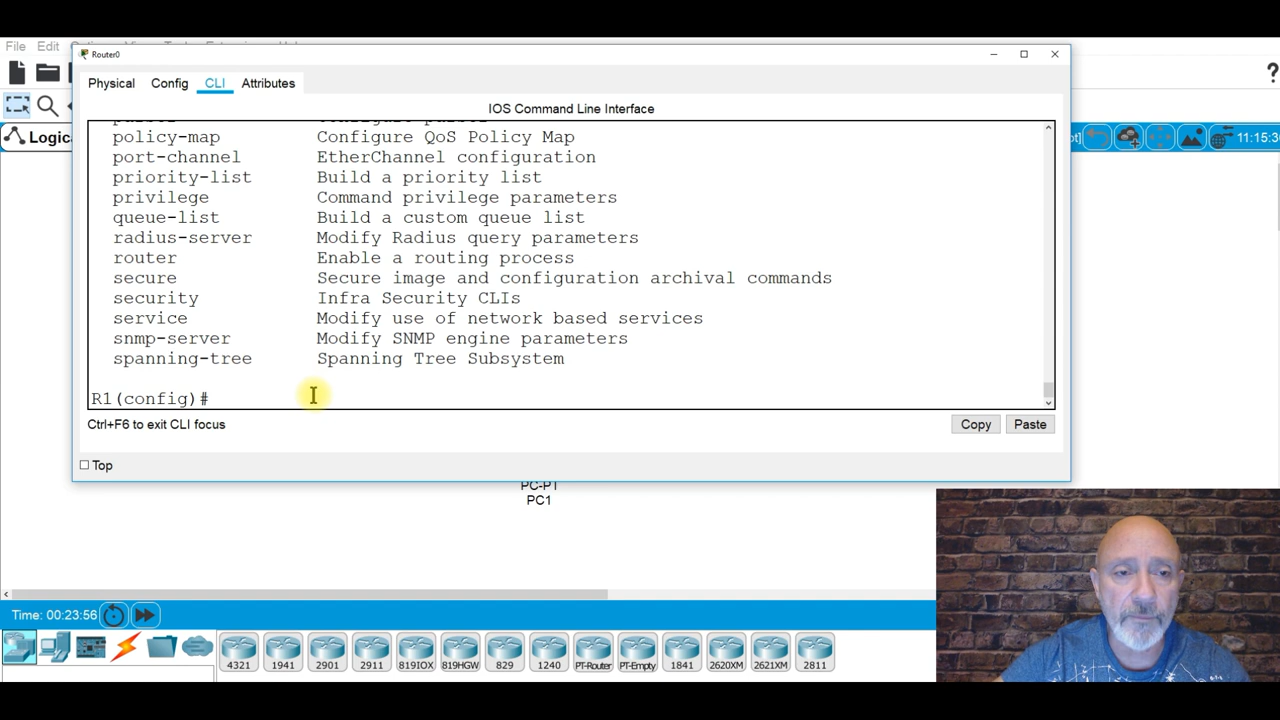 File Edit
Router0
Physical Config CLI Attributes
IOS Command Line Interface
policy-map Configure QoS Policy Map
port-channel EtherChannel configuration
priority-list Build a priority list
privilege Command privilege parameters
queue-list Build a custom queue list
radius-server Modify Radius query parameters
router Enable a routing process
secure Secure image and configuration archival commands
security Infra Security CLIs
service Modify use of network based services
snmp-server Modify SNMP engine parameters
spanning-tree Spanning Tree Subsystem
R1(config)#
Ctrl+F6 to exit CLI focus
Copy Paste
Top
PC-PT
PC1
Time: 00:23:56
4321 1941 2901 2911 819IOX 819HGW 829 1240 PT-Router PT-Empty 1841 2620XM 2621XM 2811